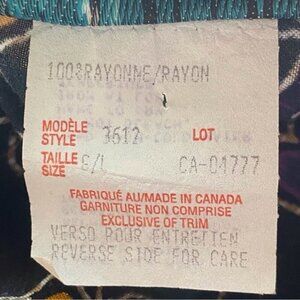 100%RAYONNE/RAYON
MODÈLE
STYLE 3612 LOT
TAILLE
SIZE G/L CA-04777
FABRIQUÉ AU/MADE IN CANADA
GARNITURE NON COMPRISE
EXCLUSIVE OF TRIM
VERSO POUR ENTRETIEN
REVERSE SIDE FOR CARE